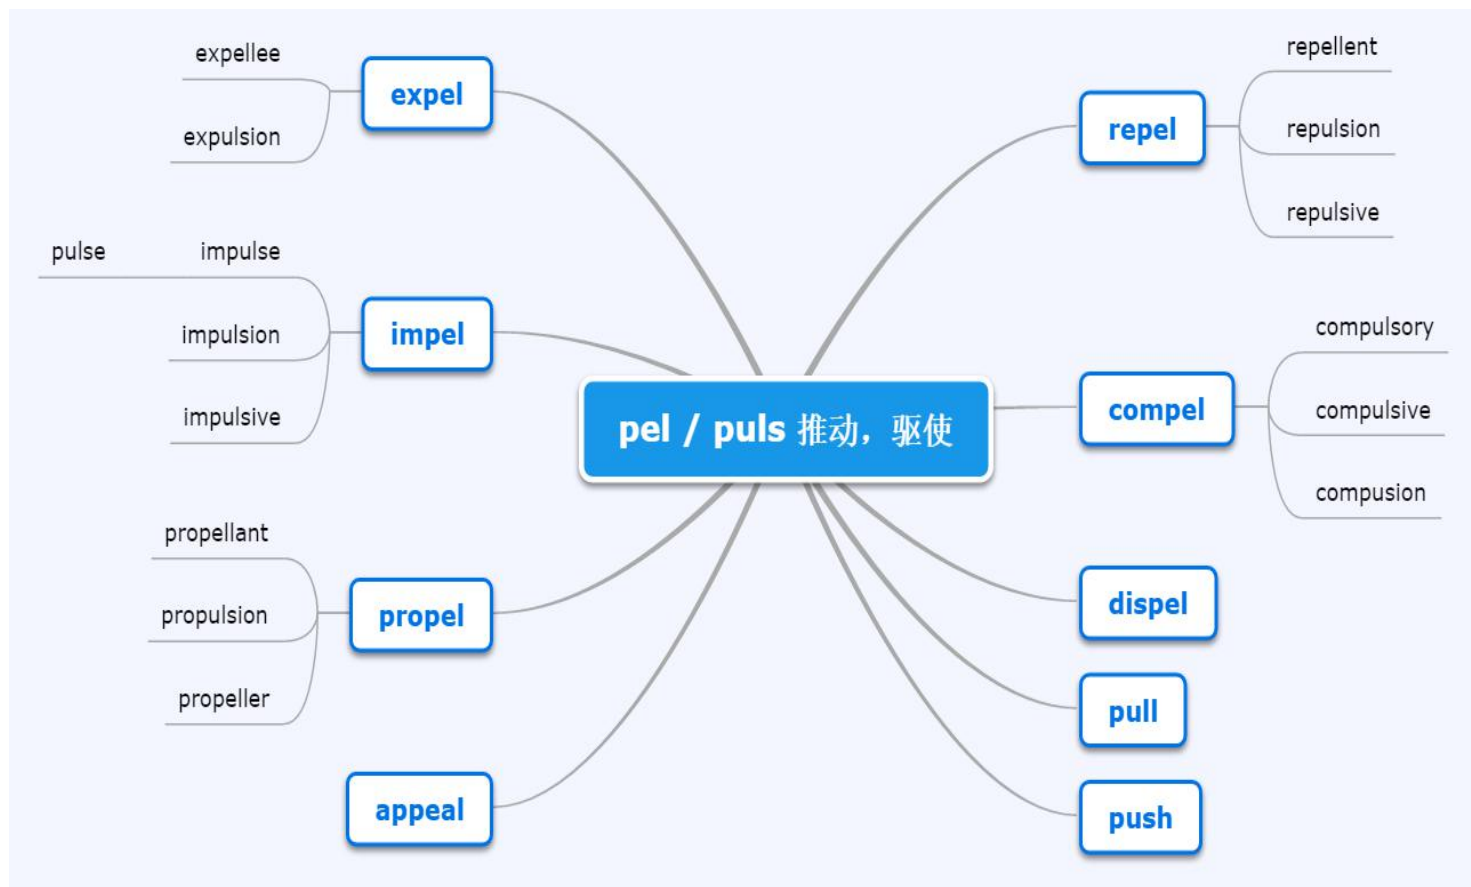 pel / puls 推动，驱使
expel
expellee
expulsion
impel
impulse
pulse
impulsion
impulsive
propel
propellant
propulsion
propeller
appeal
repel
repellent
repulsion
repulsive
compel
compulsory
compulsive
compusion
dispel
pull
push